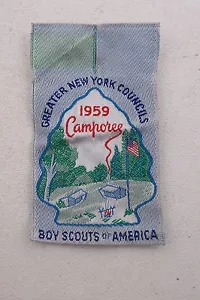 GREATER NEW YORK COUNCILS
1959
Camporee
BOY SCOUTS OF AMERICA